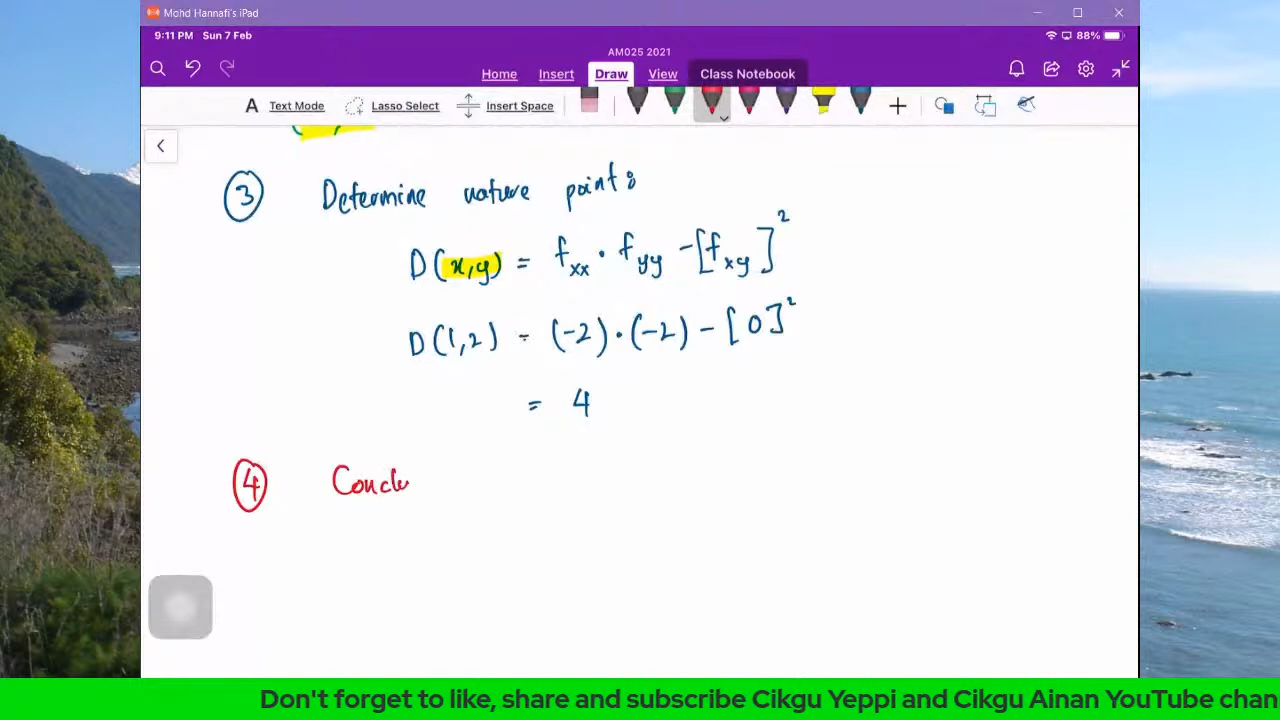 Mohd Hannafi's iPad
9:11 PM Sun 7 Feb
88%
AM025 2021
Home Insert Draw View Class Notebook
A Text Mode Lasso Select Insert Space
3 Determine nature point:
D(x,y) = fxx · fyy - [fxy]²
D(1,2) = (-2)·(-2) - [0]²
= 4
4 Conclu
Don't forget to like, share and subscribe Cikgu Yeppi and Cikgu Ainan YouTube chan